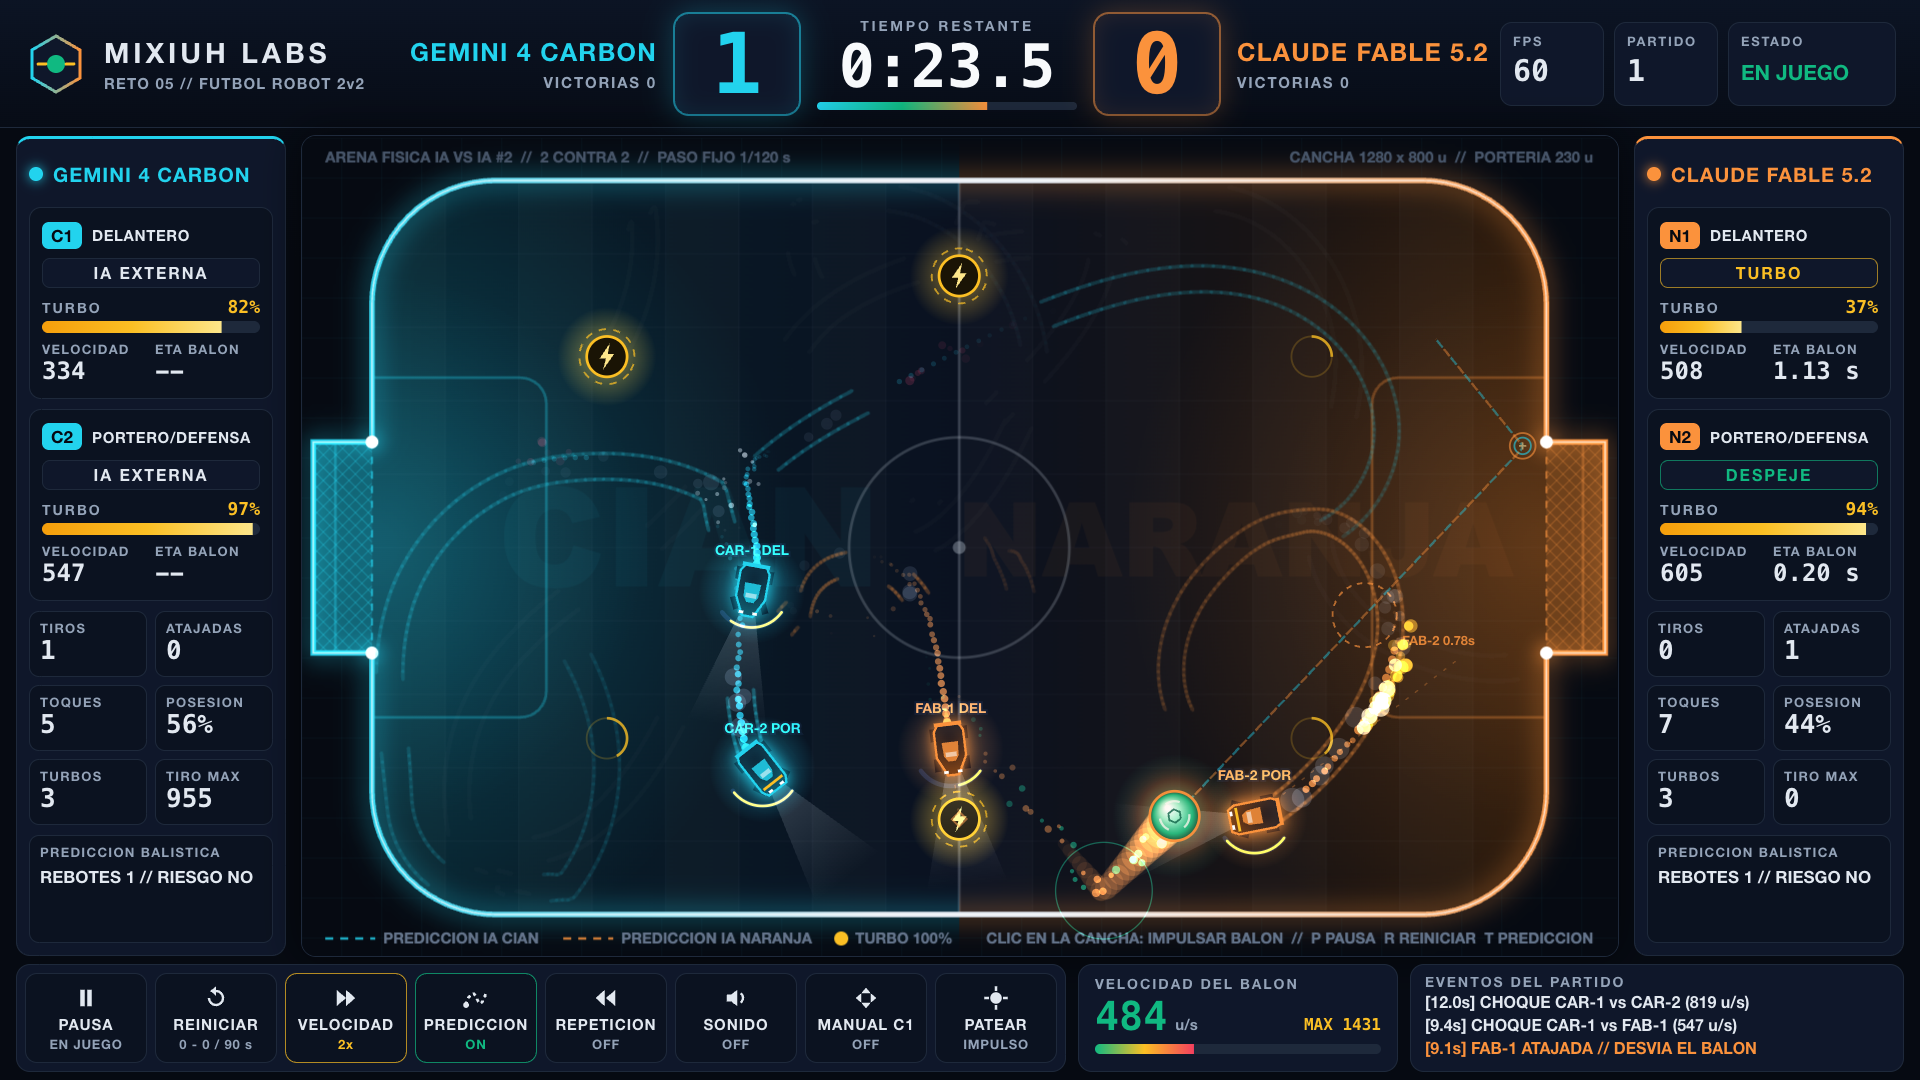 MIXIUH LABS
RETO 05 // FUTBOL ROBOT 2v2
GEMINI 4 CARBON
VICTORIAS 0
1
TIEMPO RESTANTE
0:23.5
0
CLAUDE FABLE 5.2
VICTORIAS 0
FPS
60
PARTIDO
1
ESTADO
EN JUEGO
GEMINI 4 CARBON
C1 DELANTERO
IA EXTERNA
TURBO 82%
VELOCIDAD ETA BALON
334 --
C2 PORTERO/DEFENSA
IA EXTERNA
TURBO 97%
VELOCIDAD ETA BALON
547 --
TIROS ATAJADAS
1 0
TOQUES POSESION
5 56%
TURBOS TIRO MAX
3 955
PREDICCION BALISTICA
REBOTES 1 // RIESGO NO
ARENA FISICA IA VS IA #2 // 2 CONTRA 2 // PASO FIJO 1/120 s
CANCHA 1280 x 800 u // PORTERIA 230 u
CIAN NARANJA
CAR-1 DEL
CAR-2 POR
FAB-1 DEL
FAB-2 POR
FAB-2 0.78s
PREDICCION IA CIAN
PREDICCION IA NARANJA
TURBO 100%
CLIC EN LA CANCHA: IMPULSAR BALON // P PAUSA R REINICIAR T PREDICCION
CLAUDE FABLE 5.2
N1 DELANTERO
TURBO
TURBO 37%
VELOCIDAD ETA BALON
508 1.13 s
N2 PORTERO/DEFENSA
DESPEJE
TURBO 94%
VELOCIDAD ETA BALON
605 0.20 s
TIROS ATAJADAS
0 1
TOQUES POSESION
7 44%
TURBOS TIRO MAX
3 0
PREDICCION BALISTICA
REBOTES 1 // RIESGO NO
PAUSA
EN JUEGO
REINICIAR
0 - 0 / 90 s
VELOCIDAD
2x
PREDICCION
ON
REPETICION
OFF
SONIDO
OFF
MANUAL C1
OFF
PATEAR
IMPULSO
VELOCIDAD DEL BALON
484 u/s MAX 1431
EVENTOS DEL PARTIDO
[12.0s] CHOQUE CAR-1 vs CAR-2 (819 u/s)
[9.4s] CHOQUE CAR-1 vs FAB-1 (547 u/s)
[9.1s] FAB-1 ATAJADA // DESVIA EL BALON